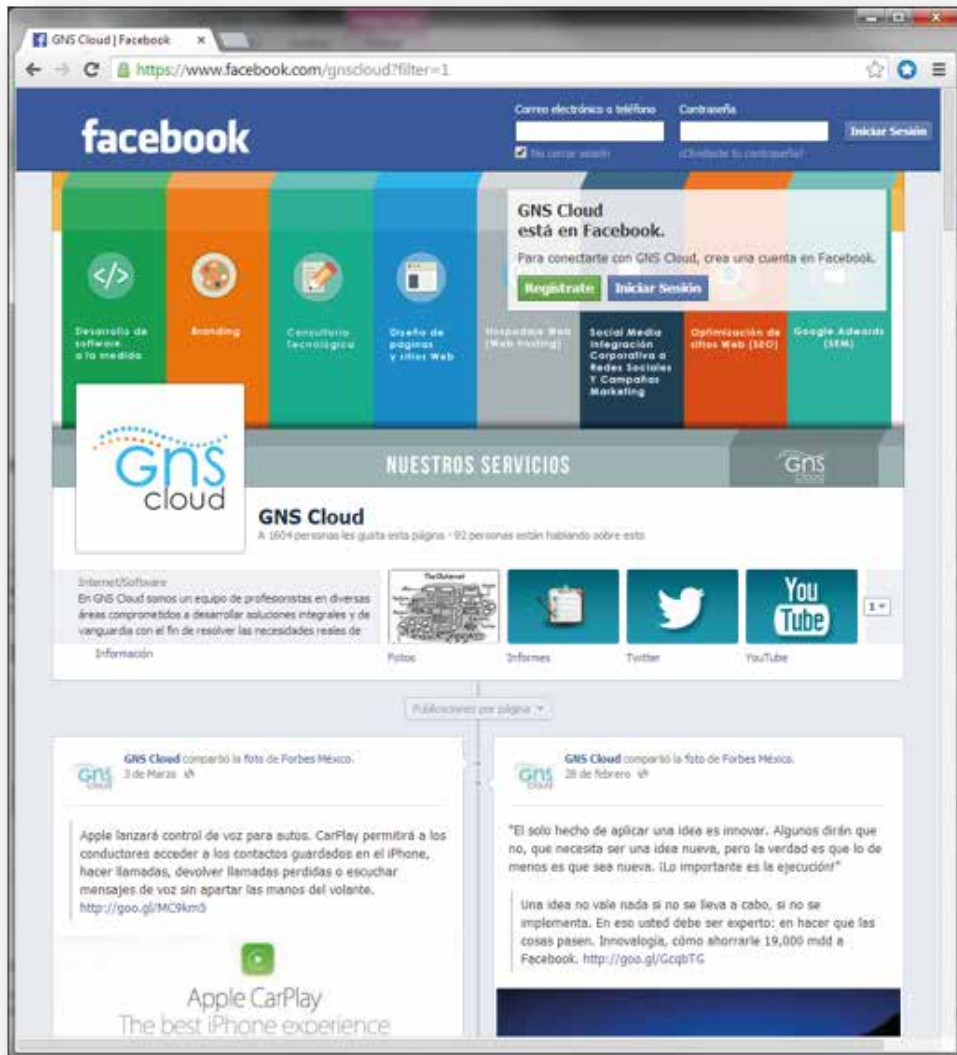 GNS Cloud | Facebook
https://www.facebook.com/gnscloud?filter=1
facebook
Correo electrónico o teléfono
Contraseña
No cerrar sesión
¿Olvidaste tu contraseña?
Iniciar Sesión
GNS Cloud
está en Facebook.
Para conectarte con GNS Cloud, crea una cuenta en Facebook.
Regístrate
Iniciar Sesión
Desarrollo de
software
a la medida
Branding
Consultoría
Tecnológica
Diseño de
páginas
y sitios Web
Hospedaje Web
(Web hosting)
Social Media
Integración
Corporativa a
Redes Sociales
Y Campañas
Marketing
Optimización de
sitios Web (SEO)
Google Adwords
(SEM)
NUESTROS SERVICIOS
Gns
Gns
cloud
GNS Cloud
A 1604 personas les gusta esta página · 92 personas están hablando sobre esto
Internet/Software
En GNS Cloud somos un equipo de profesionistas en diversas
áreas comprometidos a desarrollar soluciones integrales y de
vanguardia con el fin de resolver las necesidades reales de
Información
The Internet
Fotos
Informes
Twitter
You
Tube
YouTube
1
Publicaciones por página
GNS Cloud compartió la foto de Forbes México.
3 de Marzo
Gns
cloud
Apple lanzará control de voz para autos. CarPlay permitirá a los
conductores acceder a los contactos guardados en el iPhone,
hacer llamadas, devolver llamadas perdidas o escuchar
mensajes de voz sin apartar las manos del volante.
http://goo.gl/MC9km5
Apple CarPlay
The best iPhone experience
GNS Cloud compartió la foto de Forbes México.
28 de febrero
Gns
cloud
"El solo hecho de aplicar una idea es innovar. Algunos dirán que
no, que necesita ser una idea nueva, pero la verdad es que lo de
menos es que sea nueva. ¡Lo importante es la ejecución!"
Una idea no vale nada si no se lleva a cabo, si no se
implementa. En eso usted debe ser experto: en hacer que las
cosas pasen. Innovalogía, cómo ahorrarle 19,000 mdd a
Facebook. http://goo.gl/GcqbTG